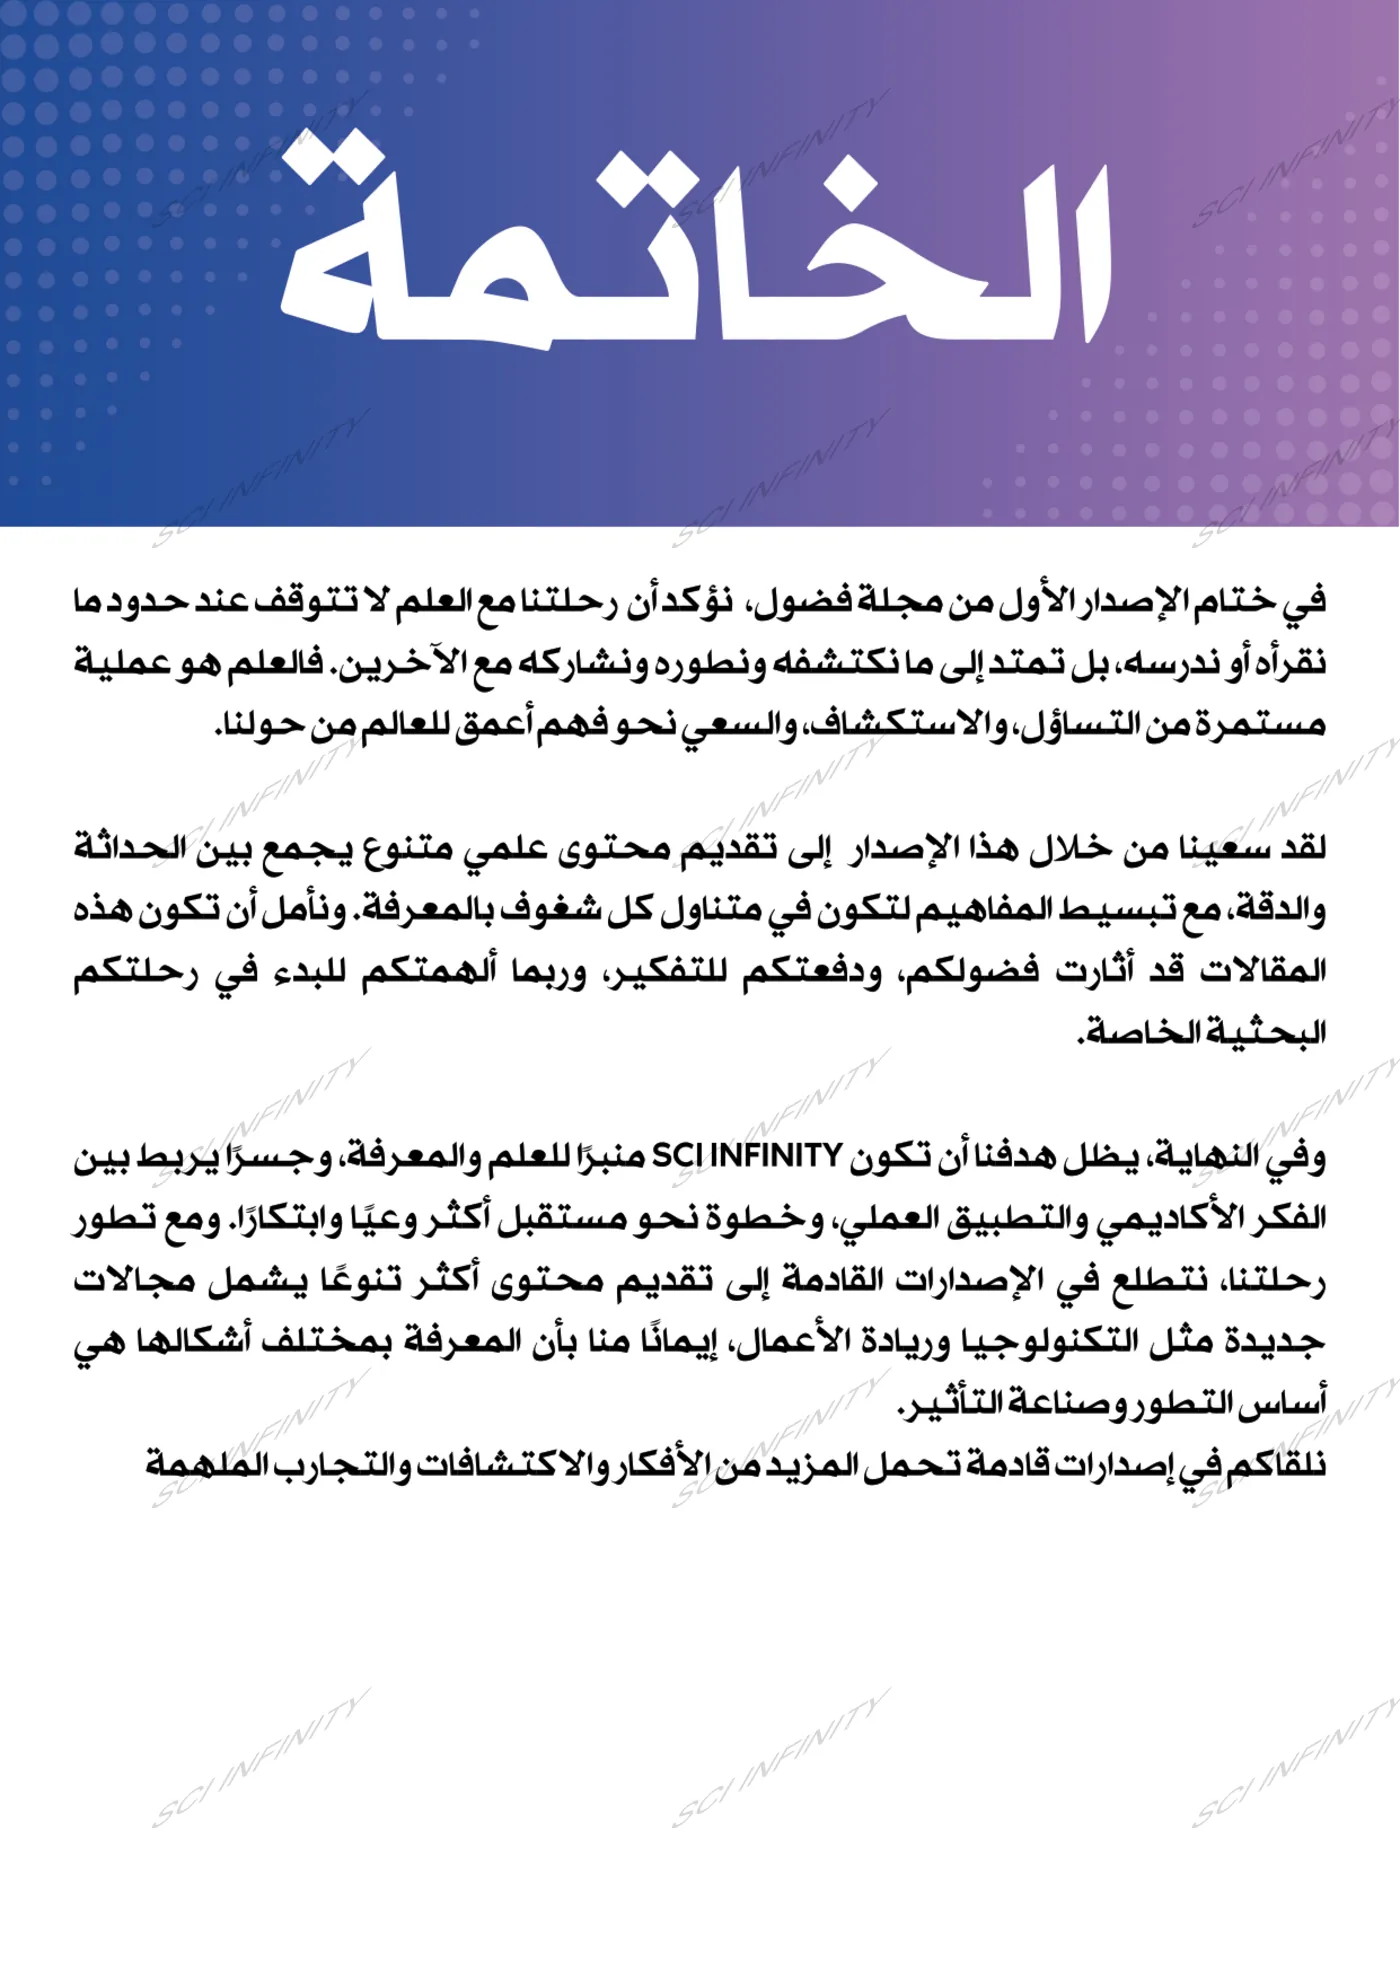 الخاتمة
في ختام الإصدار الأول من مجلة فضول، نؤكد أن رحلتنا مع العلم لا تتوقف عند حدود ما
نقرأه أو ندرسه، بل تمتد إلى ما نكتشفه ونطوره ونشاركه مع الآخرين. فالعلم هو عملية
مستمرة من التساؤل، والاستكشاف، والسعي نحو فهم أعمق للعالم من حولنا.
لقد سعينا من خلال هذا الإصدار إلى تقديم محتوى علمي متنوع يجمع بين الحداثة
والدقة، مع تبسيط المفاهيم لتكون في متناول كل شغوف بالمعرفة. ونأمل أن تكون هذه
المقالات قد أثارت فضولكم، ودفعتكم للتفكير، وربما ألهمتكم للبدء في رحلتكم
البحثية الخاصة.
وفي النهاية، يظل هدفنا أن تكون SCI INFINITY منبرًا للعلم والمعرفة، وجسرًا يربط بين
الفكر الأكاديمي والتطبيق العملي، وخطوة نحو مستقبل أكثر وعيًا وابتكارًا. ومع تطور
رحلتنا، نتطلع في الإصدارات القادمة إلى تقديم محتوى أكثر تنوعًا يشمل مجالات
جديدة مثل التكنولوجيا وريادة الأعمال، إيمانًا منا بأن المعرفة بمختلف أشكالها هي
أساس التطور وصناعة التأثير.
نلقاكم في إصدارات قادمة تحمل المزيد من الأفكار والاكتشافات والتجارب الملهمة
SCI INFINITY